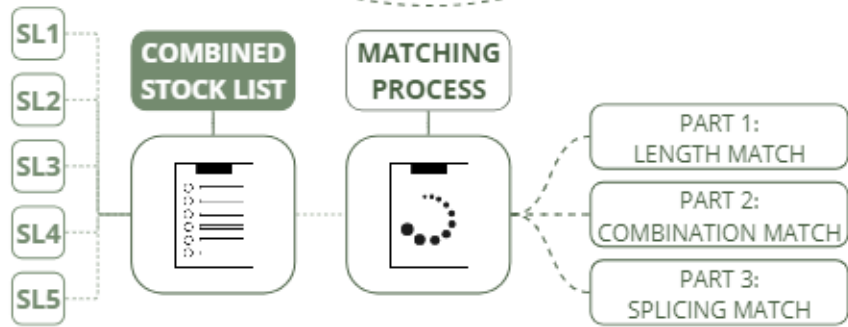 SL1
SL2
SL3
SL4
SL5
COMBINED
STOCK LIST
MATCHING
PROCESS
PART 1:
LENGTH MATCH
PART 2:
COMBINATION MATCH
PART 3:
SPLICING MATCH